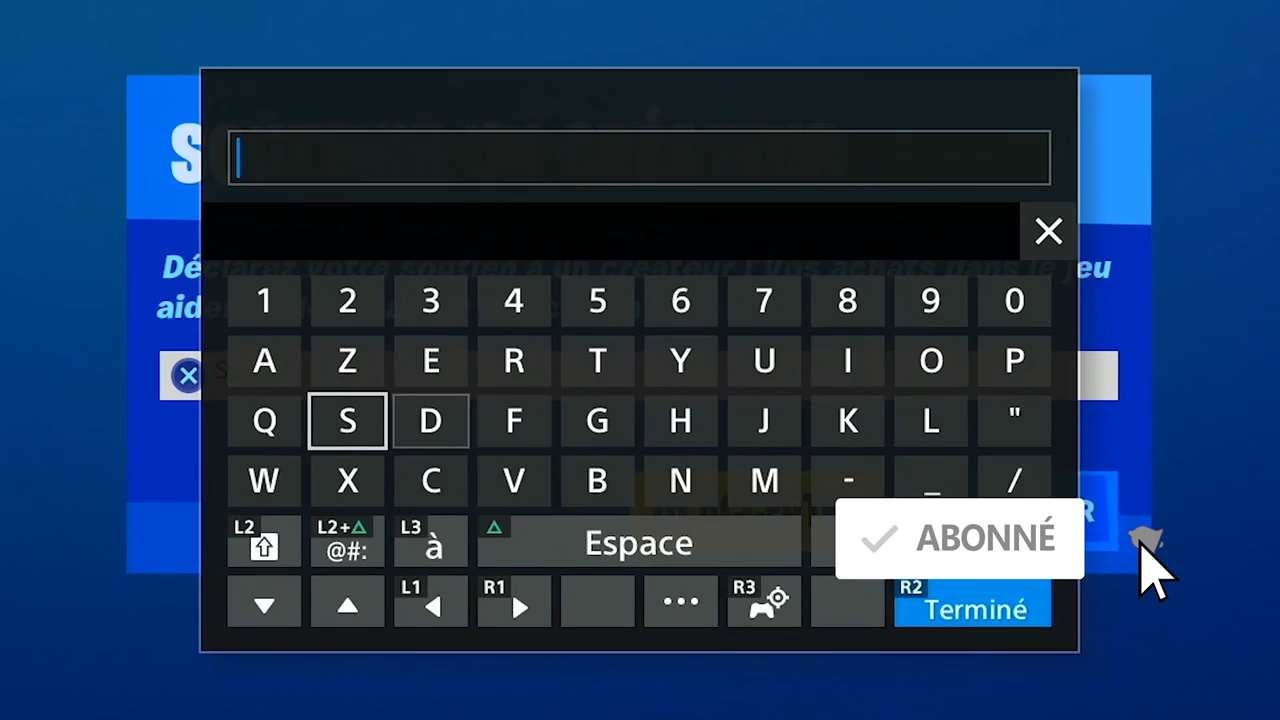 S
Déclarez votre soutien à un créateur ! Vos achats dans le jeu
aide
1 2 3 4 5 6 7 8 9 0
A Z E R T Y U I O P
Q S D F G H J K L "
W X C V B N M - _ /
L2 L2+△ @#: L3 à △ Espace
ABONNÉ
R
L1 R1 ... R3 R2 Terminé